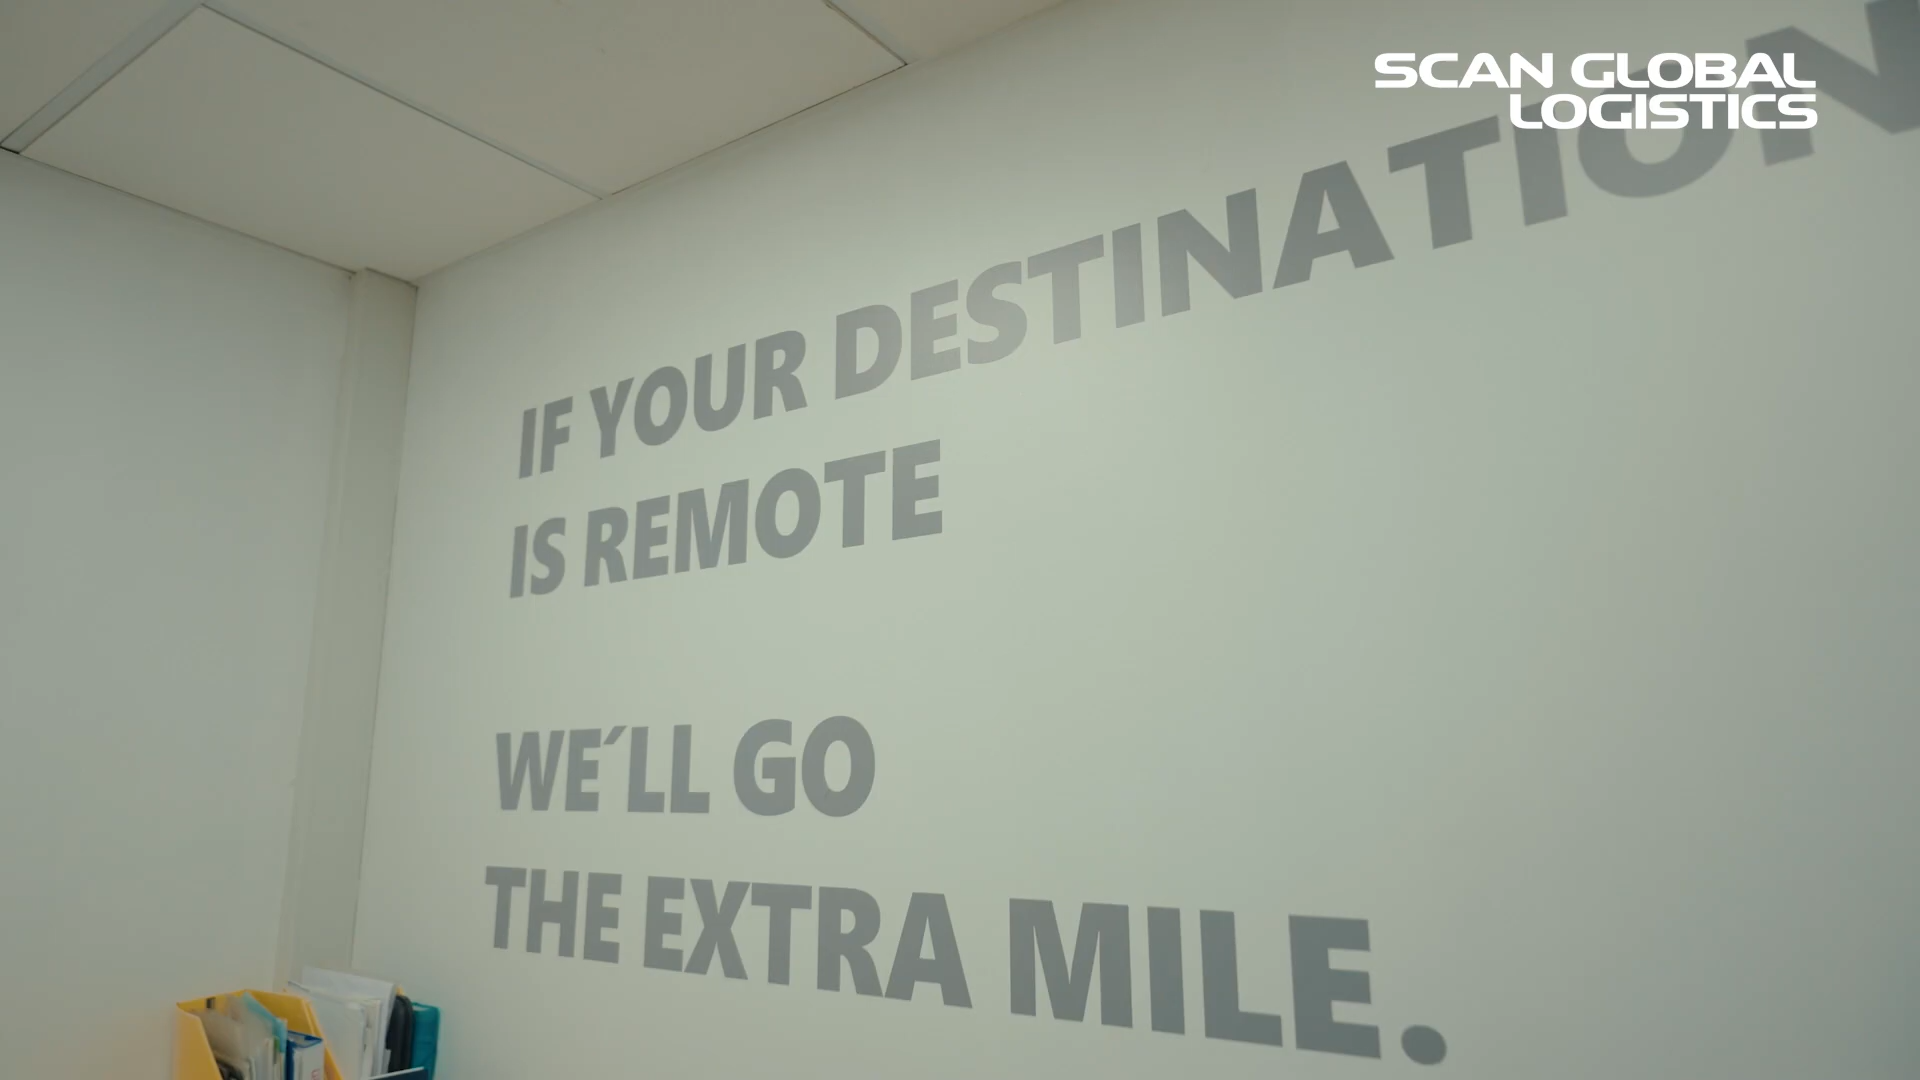 SCAN GLOBAL
LOGISTICS
IF YOUR DESTINATION
IS REMOTE
WE´LL GO
THE EXTRA MILE.